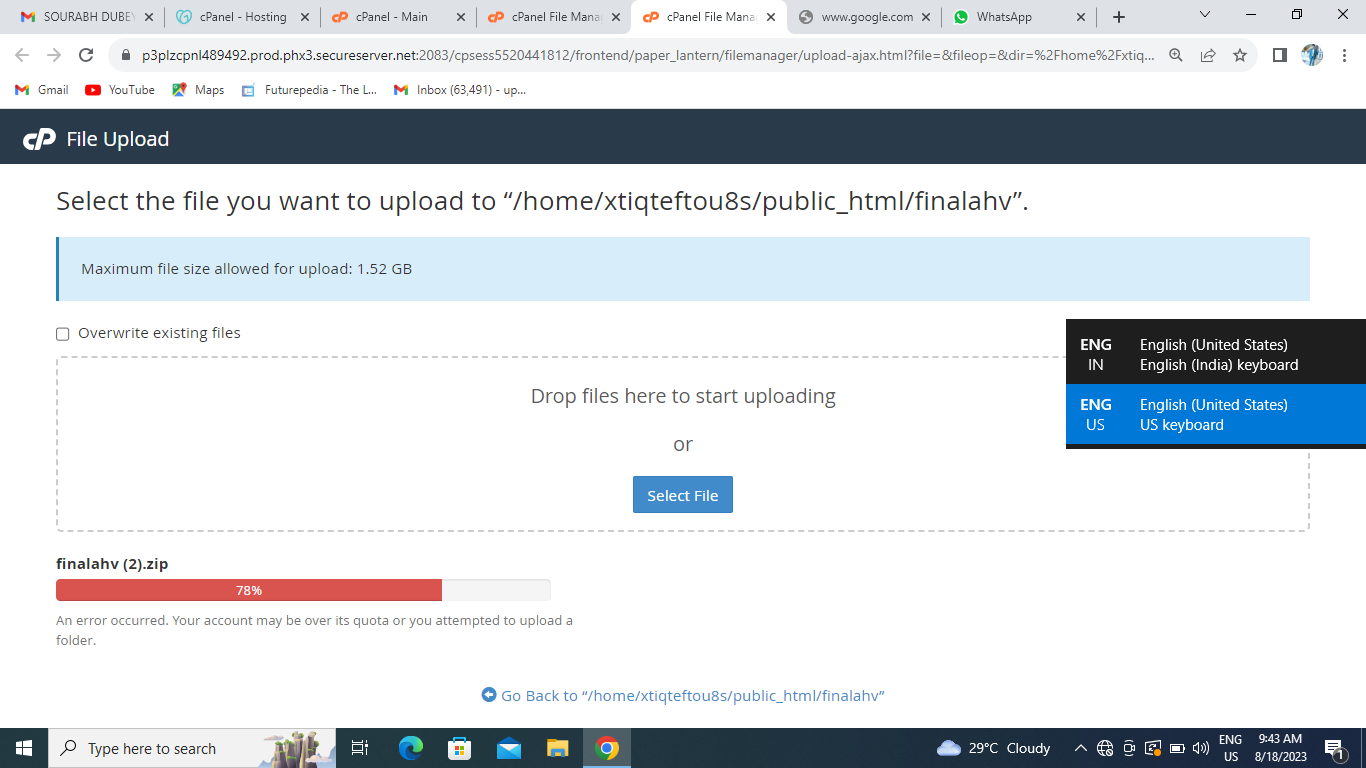 SOURABH DUBEY
cPanel - Hosting
cPanel - Main
cPanel File Mana
cPanel File Mana
www.google.com
WhatsApp
p3plzcpnl489492.prod.phx3.secureserver.net:2083/cpsess5520441812/frontend/paper_lantern/filemanager/upload-ajax.html?file=&fileop=&dir=%2Fhome%2Fxtiq...
Gmail
YouTube
Maps
Futurepedia - The L...
Inbox (63,491) - up...
cP File Upload
Select the file you want to upload to “/home/xtiqteftou8s/public_html/finalahv”.
Maximum file size allowed for upload: 1.52 GB
Overwrite existing files
Drop files here to start uploading
or
Select File
ENG English (United States)
IN English (India) keyboard
ENG English (United States)
US US keyboard
finalahv (2).zip
78%
An error occurred. Your account may be over its quota or you attempted to upload a
folder.
Go Back to “/home/xtiqteftou8s/public_html/finalahv”
Type here to search
29°C Cloudy
ENG
US
9:43 AM
8/18/2023
1